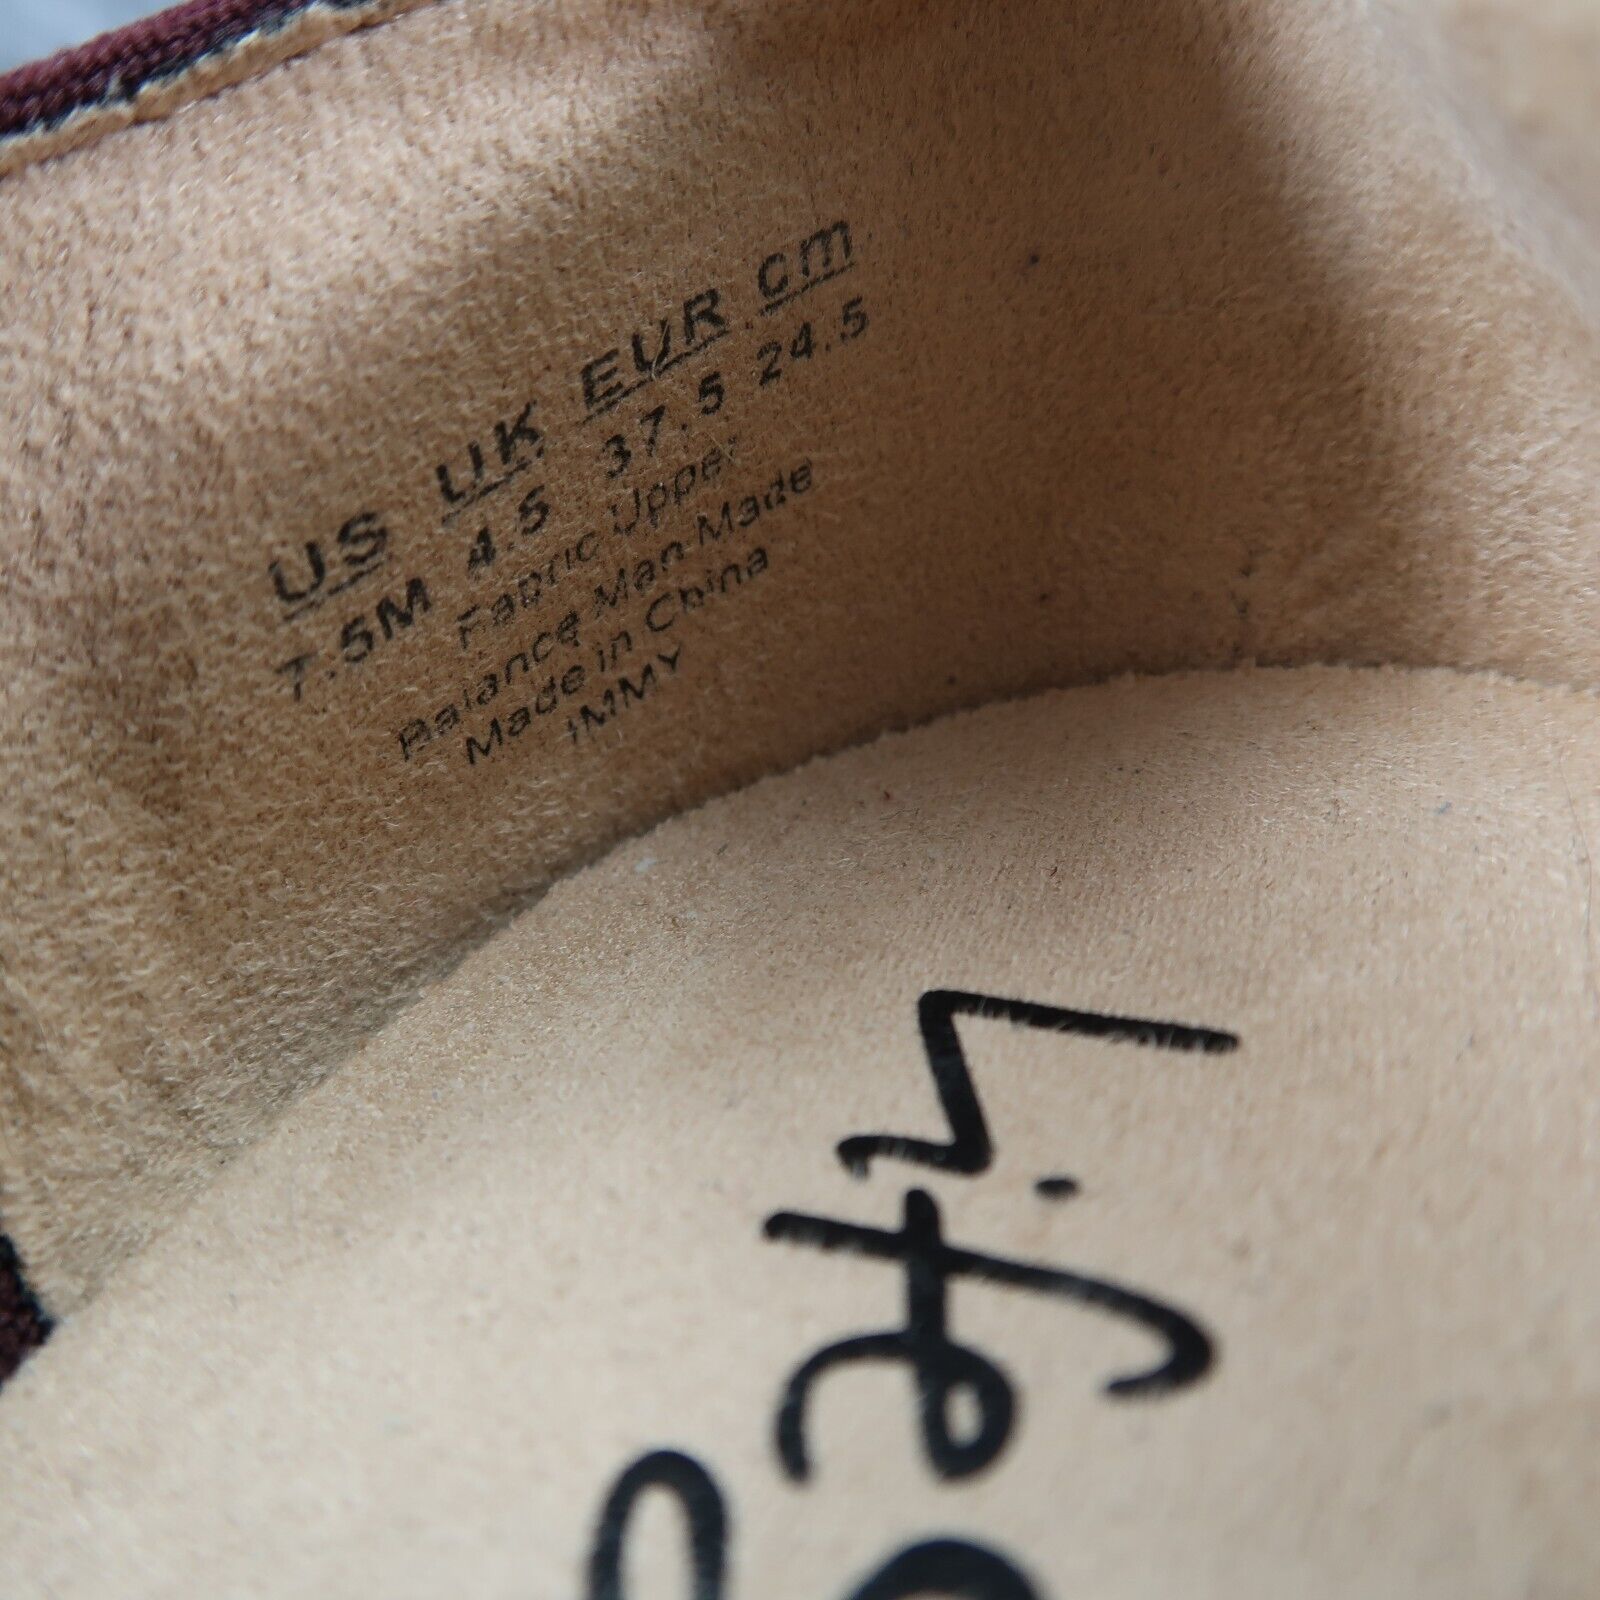 US UK EUR cm
7.5M 4.5 37.5 24.5
Fabric Upper
Balance Man Made
Made in China
IMMY
Life